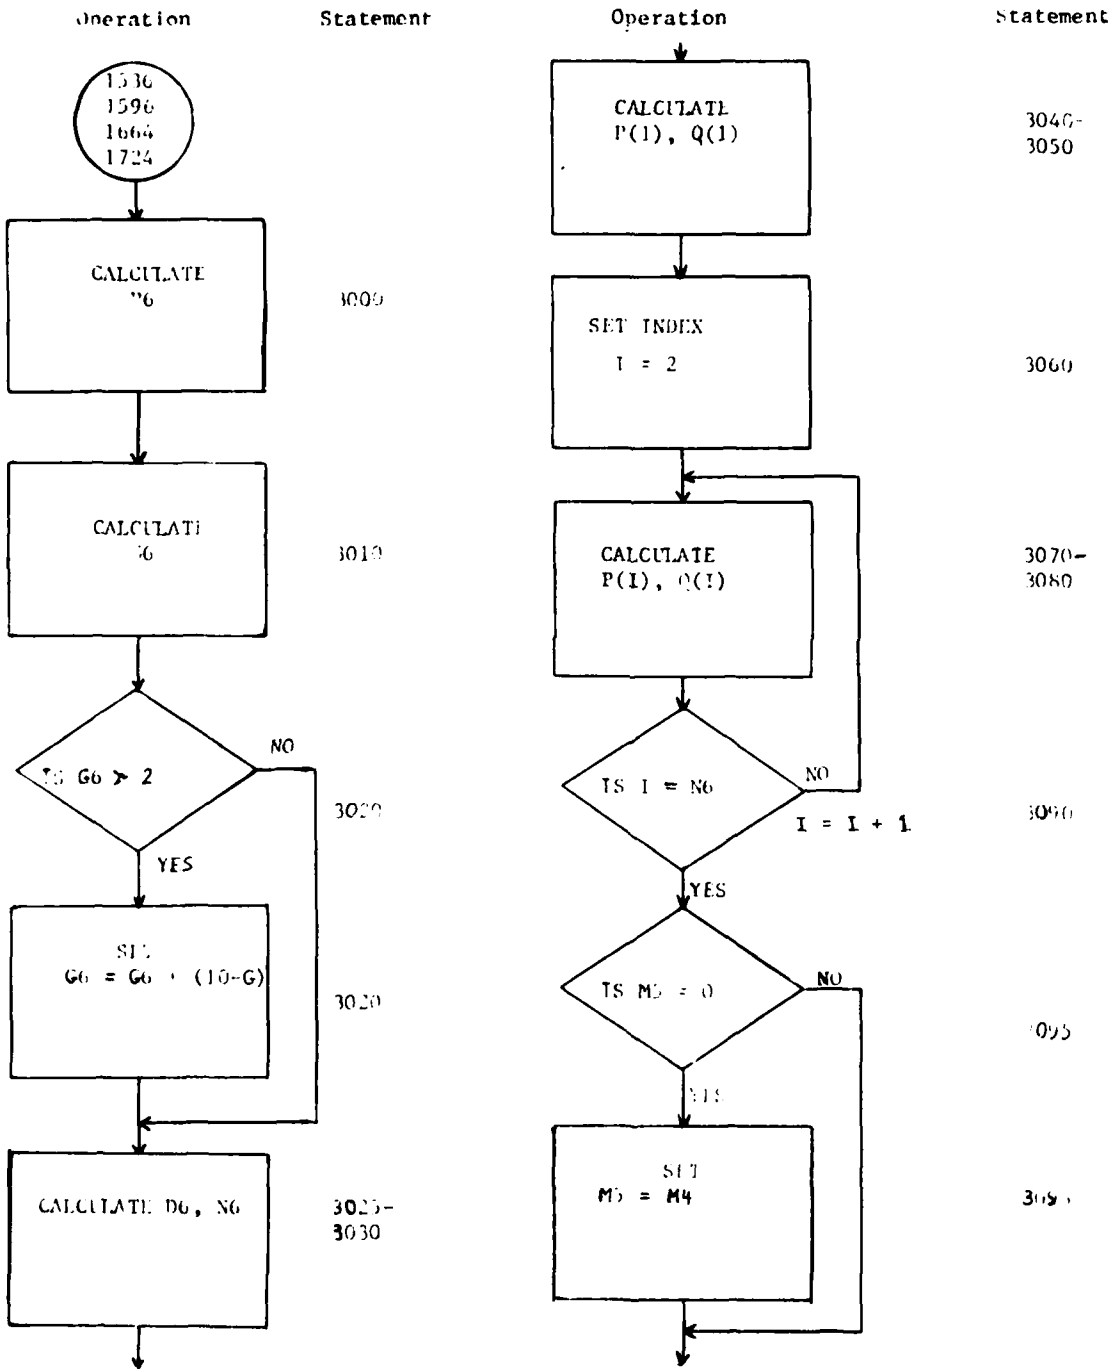 Operation
Statement
1536
1596
1664
1724
CALCULATE
3000
CALCULATE
3010
IS G6 > 2
NO
3020
YES
SET
G6 = G6 (10-G)
3020
CALCULATE D6, N6
3025-
3030
Operation
Statement
CALCULATE
P(1), Q(1)
3040-
3050
SET INDEX
I = 2
3060
CALCULATE
P(I), Q(I)
3070-
3080
IS I = N6
NO
I = I + 1
3090
YES
IS M5 = 0
NO
3095
YES
SET
M5 = M4
3095